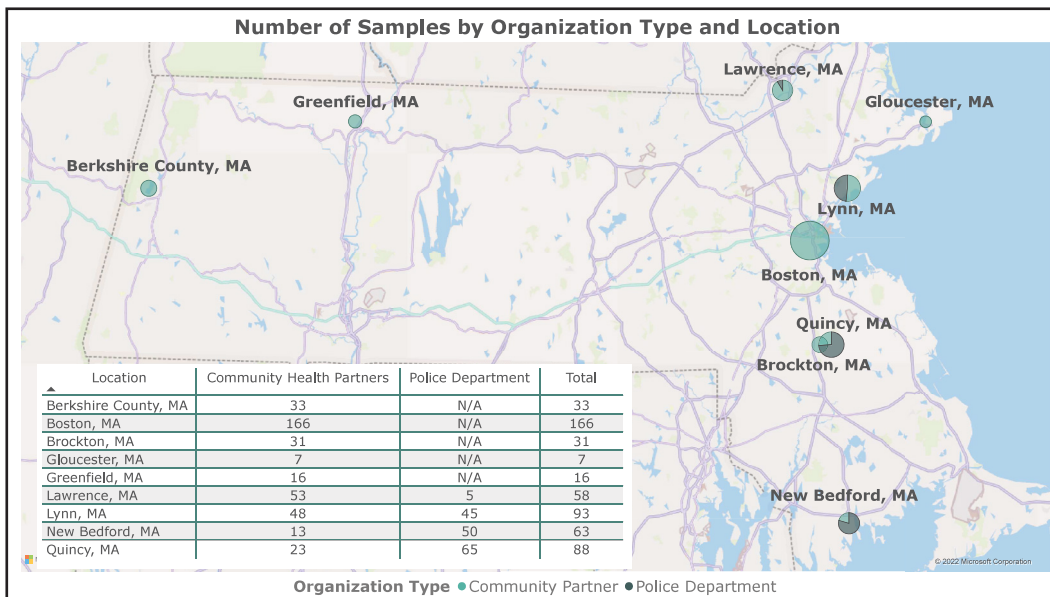 Number of Samples by Organization Type and Location
Lawrence, MA
Greenfield, MA
Gloucester, MA
Berkshire County, MA
Lynn, MA
Boston, MA
Quincy, MA
Brockton, MA
New Bedford, MA
Location Community Health Partners Police Department Total
Berkshire County, MA 33 N/A 33
Boston, MA 166 N/A 166
Brockton, MA 31 N/A 31
Gloucester, MA 7 N/A 7
Greenfield, MA 16 N/A 16
Lawrence, MA 53 5 58
Lynn, MA 48 45 93
New Bedford, MA 13 50 63
Quincy, MA 23 65 88
© 2022 Microsoft Corporation
Organization Type Community Partner Police Department